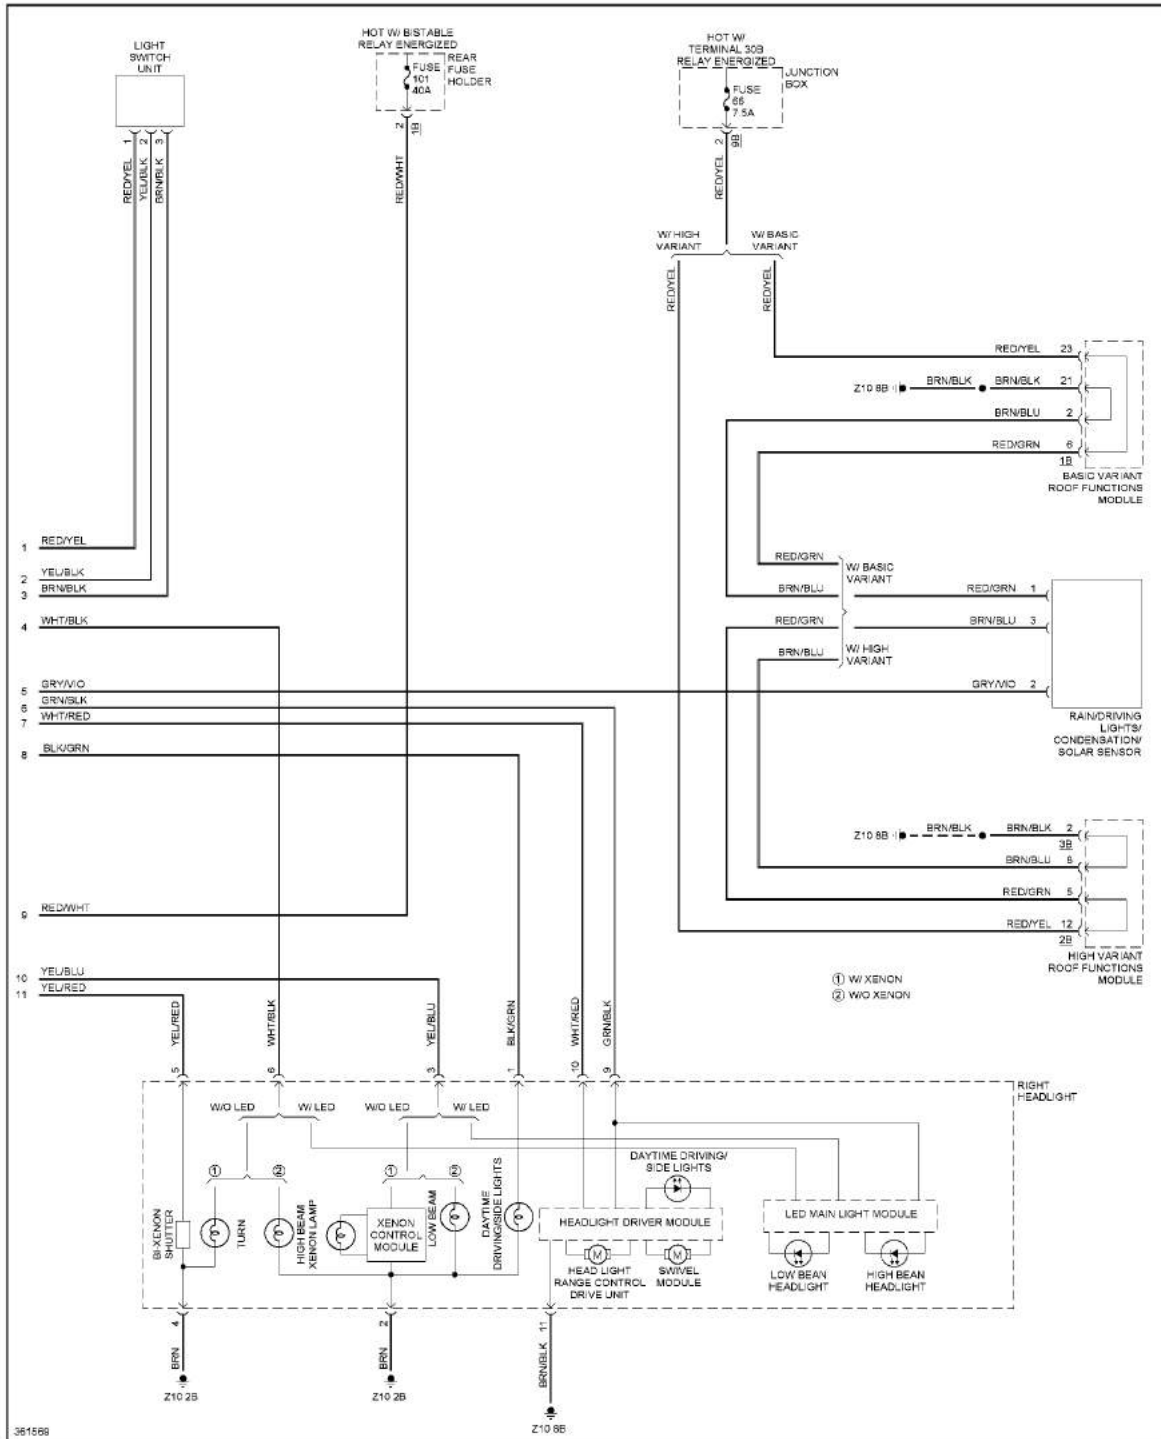 LIGHT
SWITCH
UNIT
HOT W/ BISTABLE
RELAY ENERGIZED
FUSE
101
40A
REAR
FUSE
HOLDER
HOT W/
TERMINAL 30B
RELAY ENERGIZED
FUSE
66
7.5A
JUNCTION
BOX
1
2
3
RED/YEL
YEL/BLK
BRN/BLK
2
1B
RED/WHT
2
9B
RED/YEL
W/ HIGH
VARIANT
W/ BASIC
VARIANT
RED/YEL
RED/YEL
RED/YEL 23
Z10 8B
BRN/BLK
BRN/BLK 21
BRN/BLU 2
RED/GRN 6
1B
BASIC VARIANT
ROOF FUNCTIONS
MODULE
1 RED/YEL
2 YEL/BLK
3 BRN/BLK
4 WHT/BLK
5 GRY/VIO
6 GRN/BLK
7 WHT/RED
8 BLK/GRN
9 RED/WHT
10 YEL/BLU
11 YEL/RED
RED/GRN
BRN/BLU
W/ BASIC
VARIANT
RED/GRN
BRN/BLU
W/ HIGH
VARIANT
RED/GRN 1
BRN/BLU 3
GRY/VIO 2
RAIN/DRIVING
LIGHTS/
CONDENSATION/
SOLAR SENSOR
Z10 8B
BRN/BLK
BRN/BLK 2
3B
BRN/BLU 8
RED/GRN 5
RED/YEL 12
2B
HIGH VARIANT
ROOF FUNCTIONS
MODULE
① W/ XENON
② W/O XENON
YEL/RED
WHT/BLK
YEL/BLU
BLK/GRN
WHT/RED
GRN/BLK
5
6
3
1
10
9
RIGHT
HEADLIGHT
W/O LED
W/ LED
W/O LED
W/ LED
①
②
①
②
BI-XENON
SHUTTER
TURN
HIGH BEAM
XENON LAMP
XENON
CONTROL
MODULE
LOW BEAM
DAYTIME
DRIVING/SIDE LIGHTS
DAYTIME DRIVING/
SIDE LIGHTS
HEADLIGHT DRIVER MODULE
M
HEAD LIGHT
RANGE CONTROL
DRIVE UNIT
M
SWIVEL
MODULE
LED MAIN LIGHT MODULE
LOW BEAN
HEADLIGHT
HIGH BEAN
HEADLIGHT
4
BRN
Z10 2B
2
BRN
Z10 2B
11
BRN/BLK
Z10 8B
361569